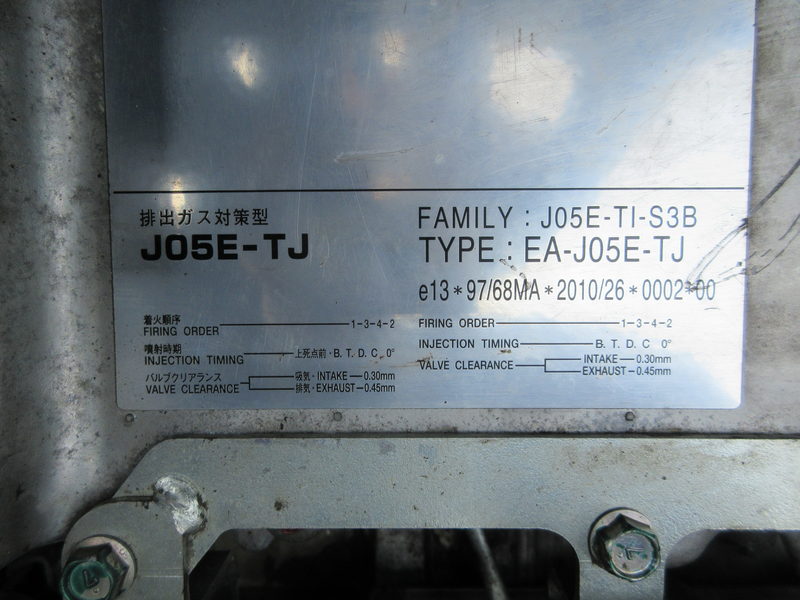 排出ガス対策型
J05E-TJ
着火順序
FIRING ORDER 1-3-4-2
噴射時期
INJECTION TIMING 上死点前・B. T. D. C 0°
バルブクリアランス
VALVE CLEARANCE
吸気・INTAKE 0.30mm
排気・EXHAUST 0.45mm
FAMILY : J05E-TI-S3B
TYPE : EA-J05E-TJ
e13*97/68MA*2010/26*0002*00
FIRING ORDER 1-3-4-2
INJECTION TIMING B. T. D. C 0°
VALVE CLEARANCE
INTAKE 0.30mm
EXHAUST 0.45mm